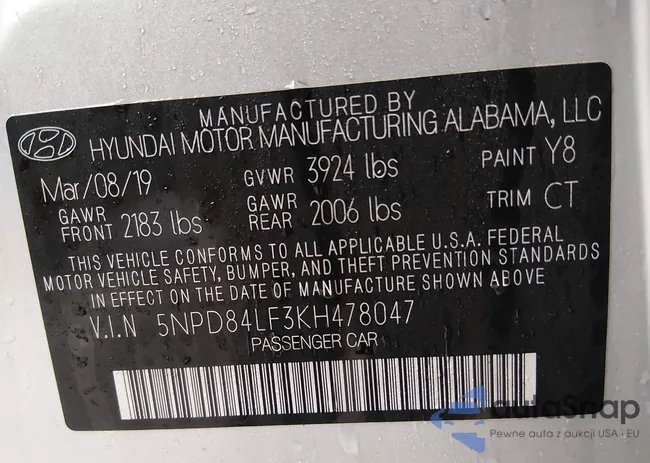 MANUFACTURED BY
HYUNDAI MOTOR MANUFACTURING ALABAMA, LLC
Mar/08/19 GVWR 3924 lbs PAINT Y8
GAWR FRONT 2183 lbs GAWR REAR 2006 lbs TRIM CT
THIS VEHICLE CONFORMS TO ALL APPLICABLE U.S.A. FEDERAL
MOTOR VEHICLE SAFETY, BUMPER, AND THEFT PREVENTION STANDARDS
IN EFFECT ON THE DATE OF MANUFACTURE SHOWN ABOVE
V.I.N 5NPD84LF3KH478047
PASSENGER CAR
autoSnap
Pewne auta z aukcji USA i EU